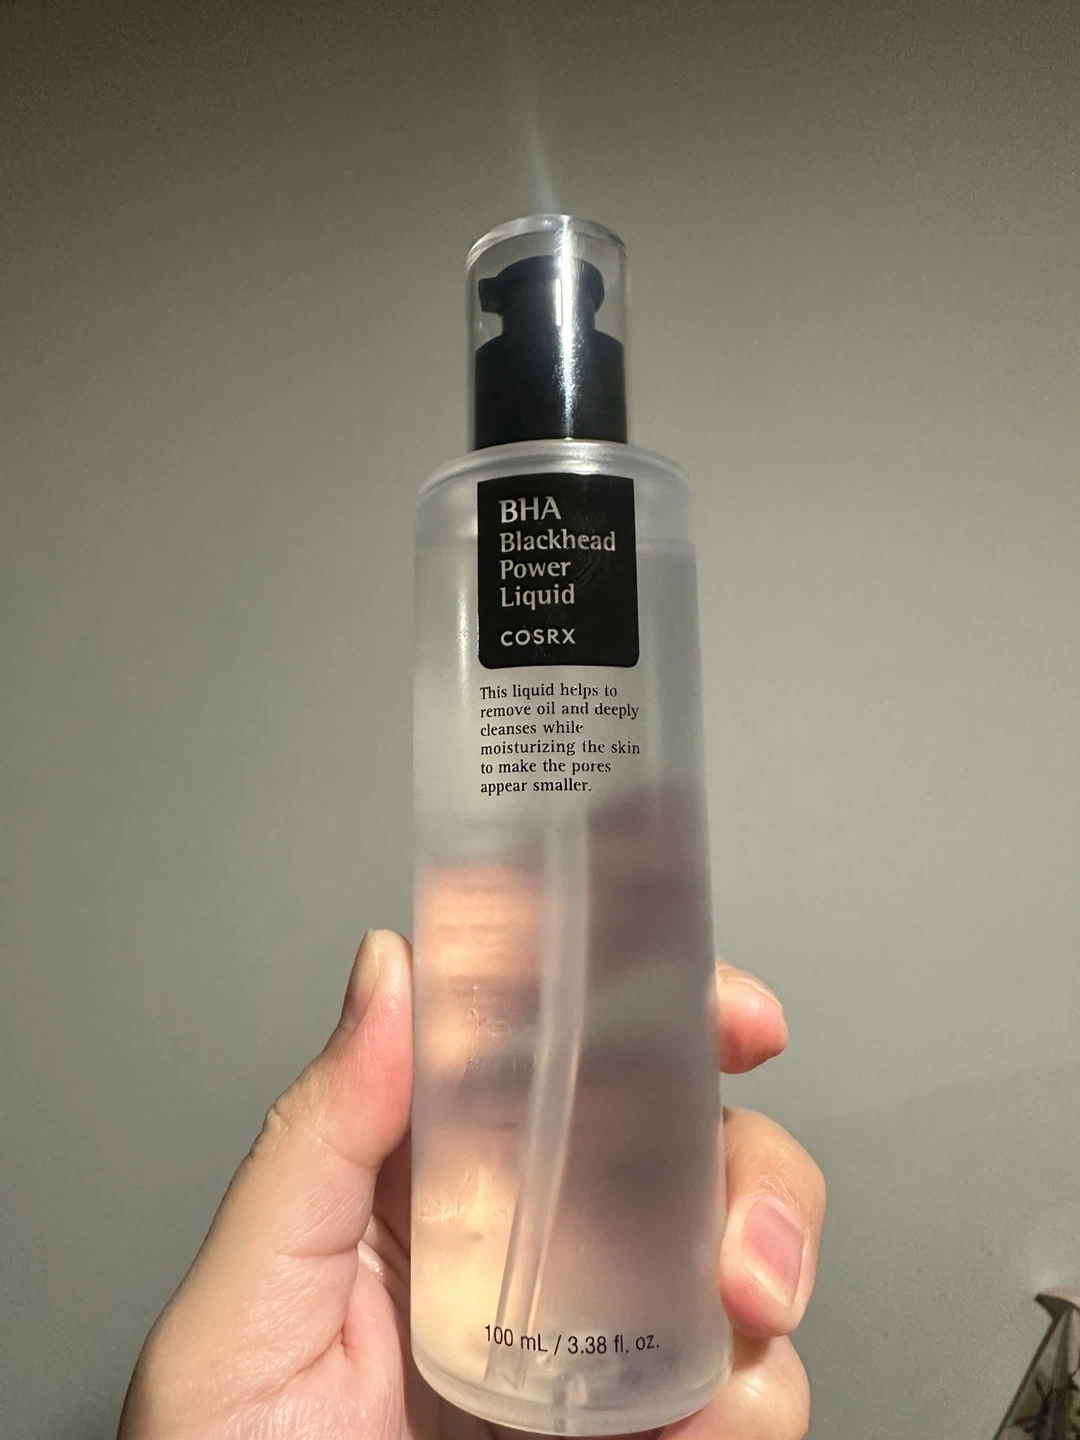 BHA
Blackhead
Power
Liquid
COSRX
This liquid helps to
remove oil and deeply
cleanses while
moisturizing the skin
to make the pores
appear smaller.
100 mL / 3.38 fl. oz.